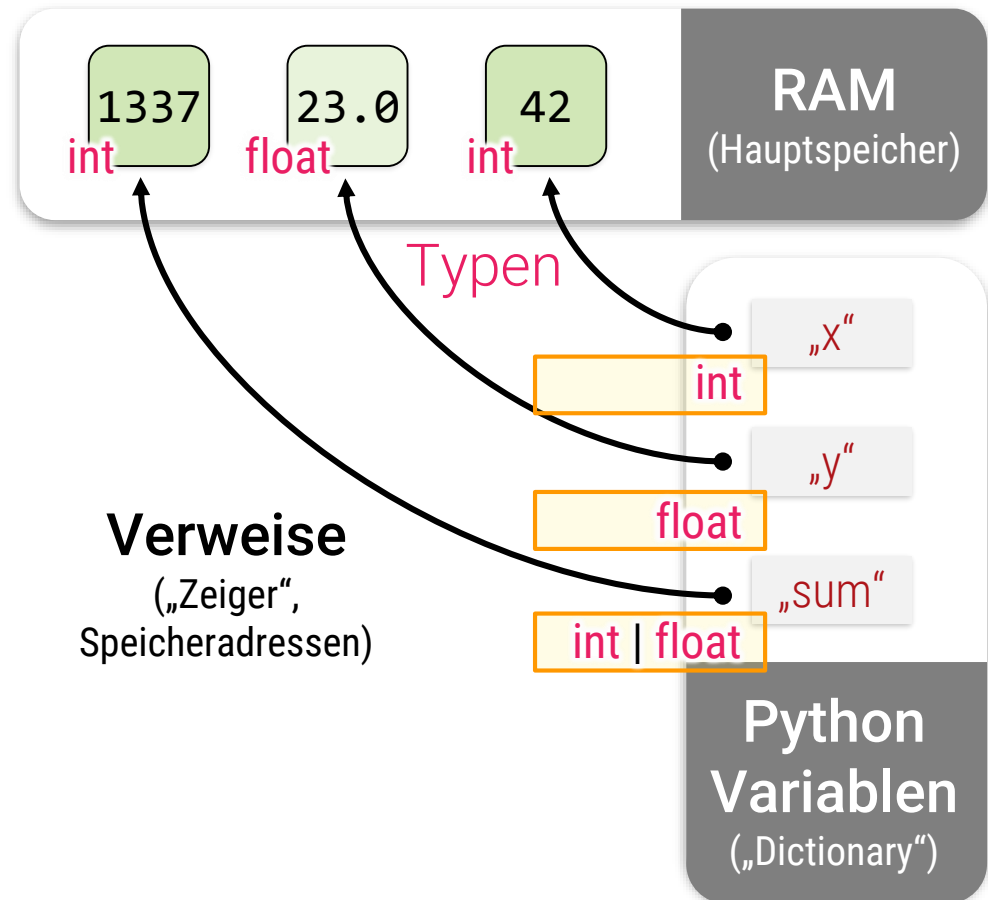 1337
23.0
42
int
float
int
RAM
(Hauptspeicher)
Typen
„x“
int
„y“
float
„sum“
int | float
Verweise
(„Zeiger“,
Speicheradressen)
Python
Variablen
(„Dictionary“)